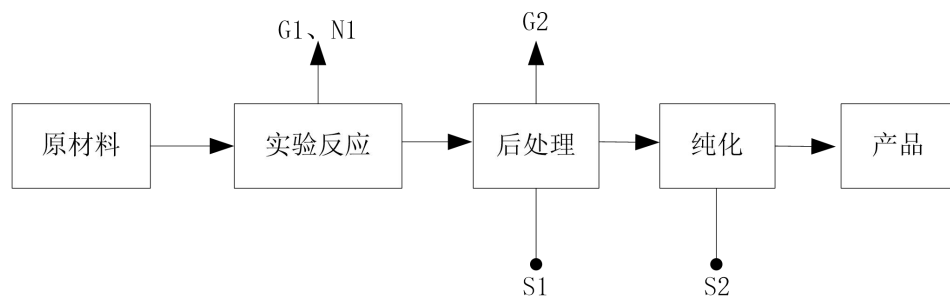 G1、N1
G2
原材料
实验反应
后处理
纯化
产品
S1
S2